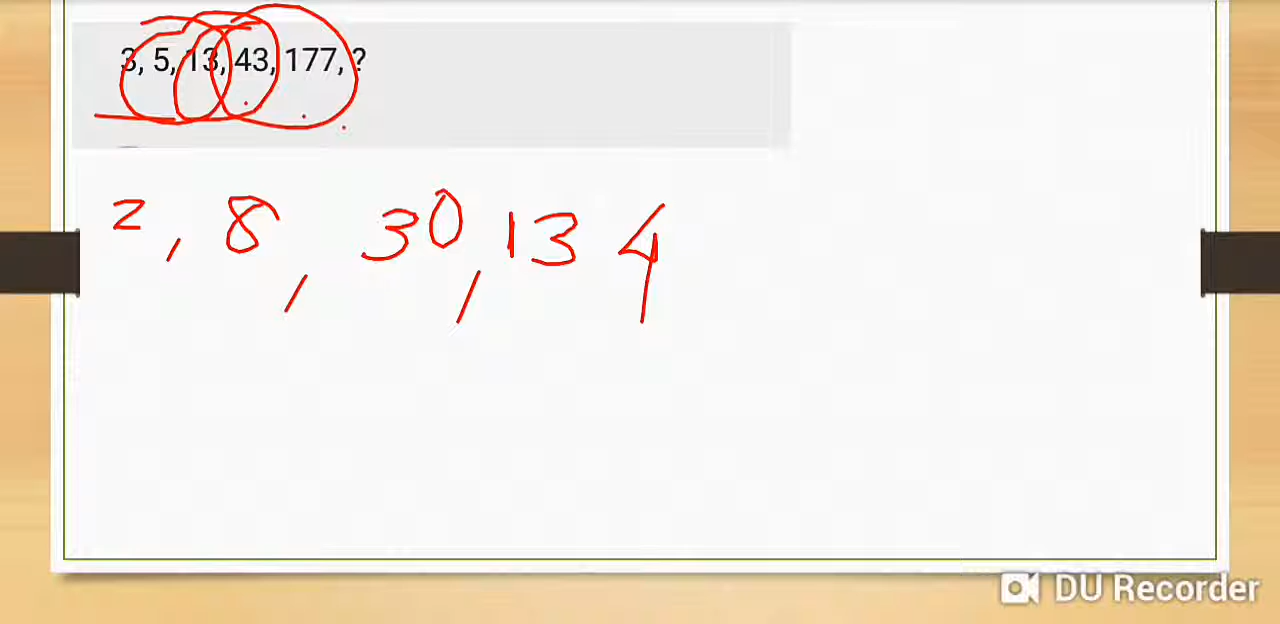 3, 5, 13, 43, 177, ?
2, 8, 30, 134
DU Recorder